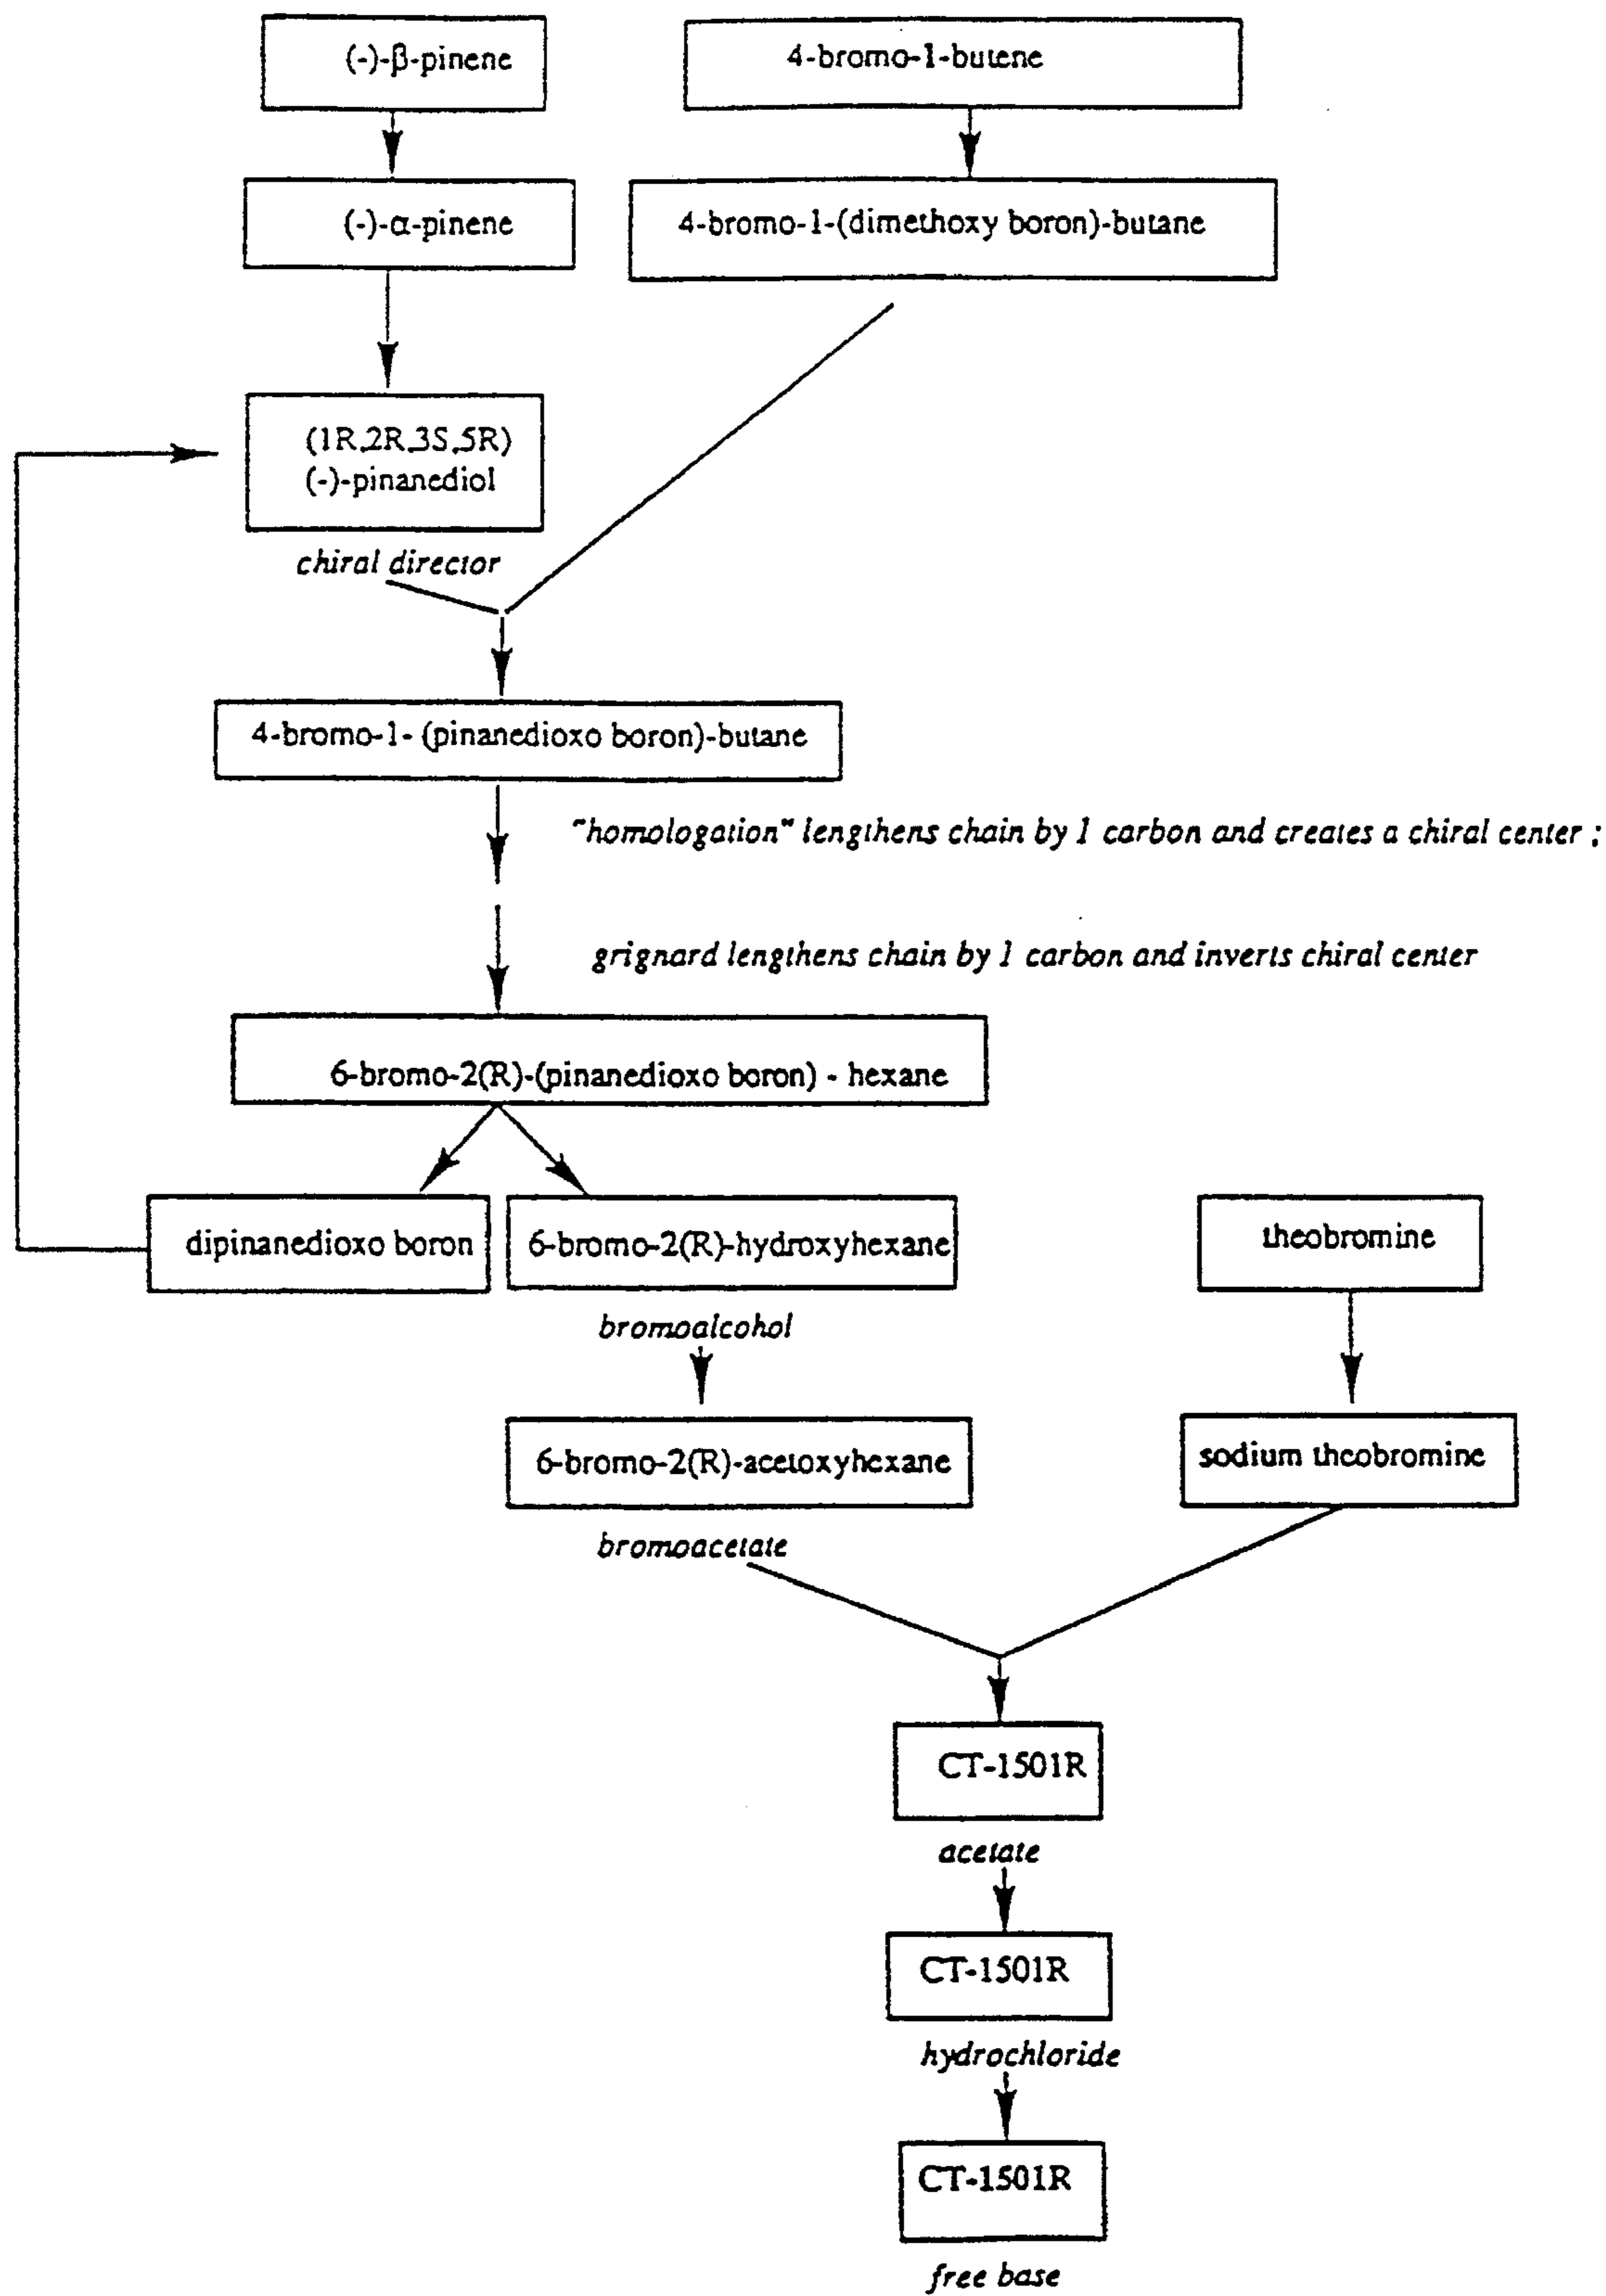 (-)-β-pinene
4-bromo-1-butene
(-)-α-pinene
4-bromo-1-(dimethoxy boron)-butane
(1R,2R,3S,5R)
(-)-pinanediol
chiral director
4-bromo-1- (pinanedioxo boron)-butane
"homologation" lengthens chain by 1 carbon and creates a chiral center ;
grignard lengthens chain by 1 carbon and inverts chiral center
6-bromo-2(R)-(pinanedioxo boron) - hexane
dipinanedioxo boron
6-bromo-2(R)-hydroxyhexane
theobromine
bromoalcohol
6-bromo-2(R)-acetoxyhexane
sodium theobromine
bromoacetate
CT-1501R
acetate
CT-1501R
hydrochloride
CT-1501R
free base